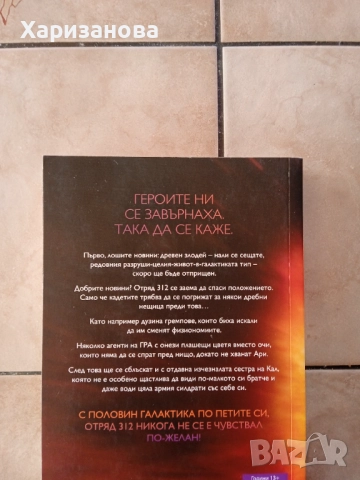 Харизанова
ГЕРОИТЕ НИ
СЕ ЗАВЪРНАХА.
ТАКА ДА СЕ КАЖЕ.
Първо, лошите новини: древен злодей – нали се сещате,
редовния разруши-целия-живот-в-галактиката тип –
скоро ще бъде отприщен.
Добрите новини? Отряд 312 се заема да спаси положението.
Само че кадетите трябва да се погрижат за някои дребни
мещица преди това...
Като например дузина гремпове, които биха искали
да им сменят физиономиите.
Няколко агенти на ГРА с оневи плашещи цветя вместо очи,
които няма да се спрат пред нищо, докато не хванат Ари.
След това ще се сблъскат и с отдавна изчезналата сестра на Кал,
която не е особено щастлива да види по-малкото си братче и
даже води цяла армия силдрати със себе си.
С ПОЛОВИН ГАЛАКТИКА ПО ПЕТИТЕ СИ,
ОТРЯД 312 НИКОГА НЕ СЕ Е ЧУВСТВАЛ
ПО-ЖЕЛАН!
BAZAR